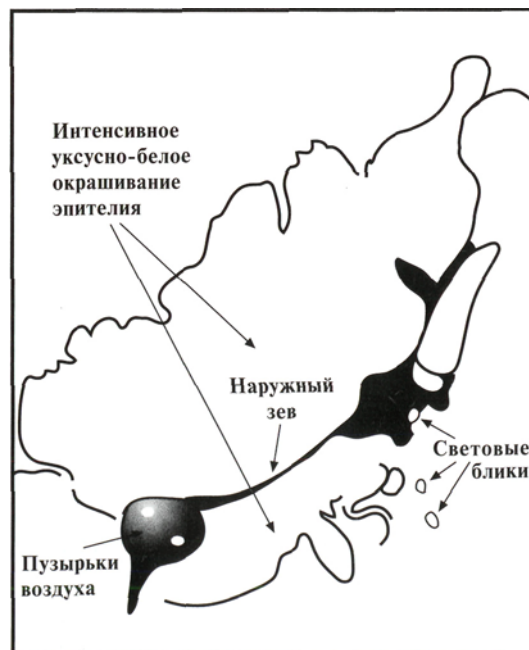 Интенсивное
уксусно-белое
окрашивание
эпителия
Наружный
зев
Световые
блики
Пузырьки
воздуха